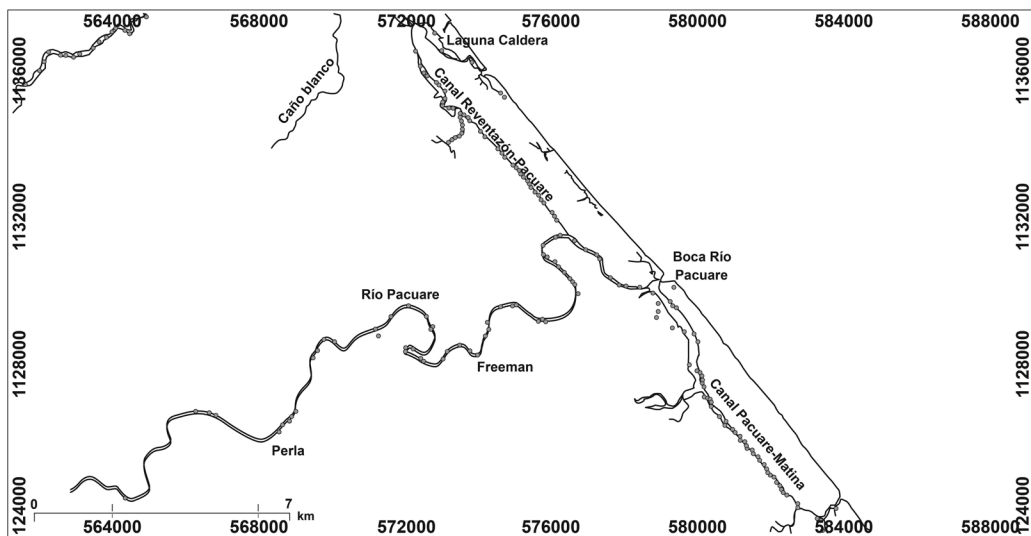 564000 568000 572000 576000 580000 584000 588000
Laguna Caldera
1136000
1136000
Caño blanco
Canal Reventazón-Pacuare
1132000
1132000
Boca Río
Pacuare
Río Pacuare
1128000
1128000
Freeman
Canal Pacuare-Matina
Perla
124000
124000
0 7
km
564000 568000 572000 576000 580000 584000 588000